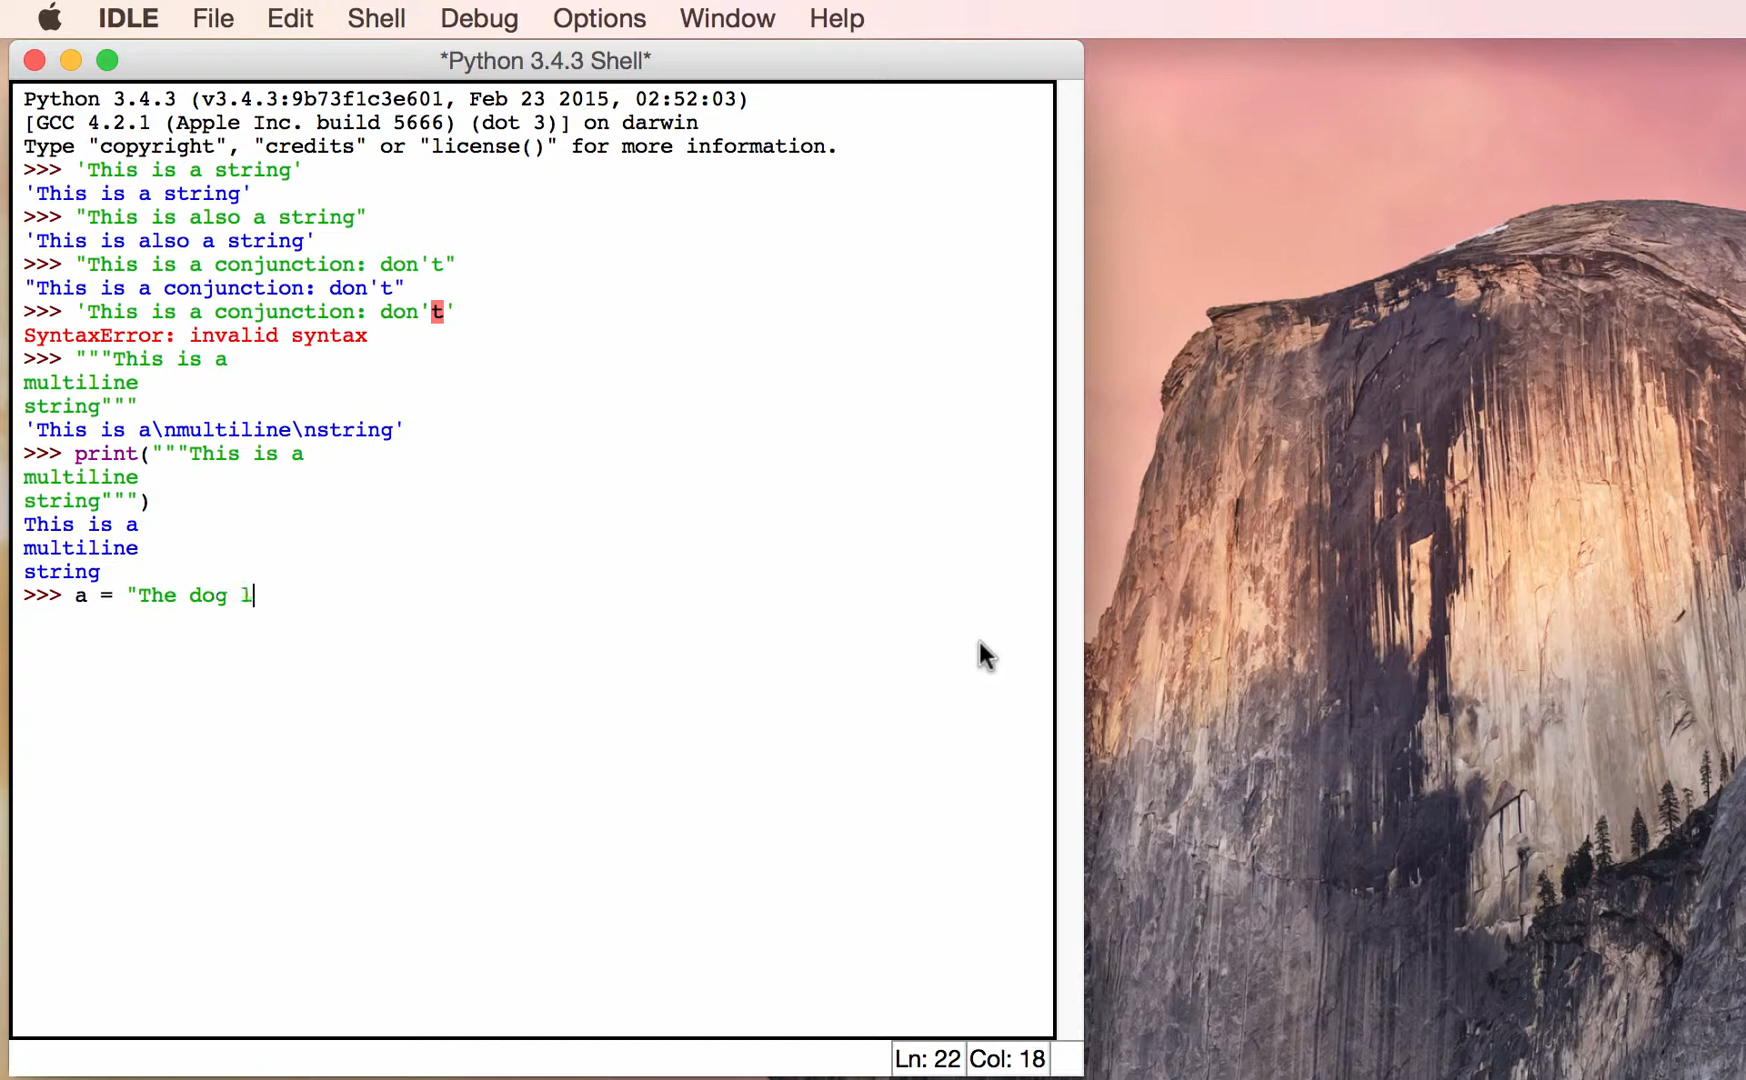 IDLE File Edit Shell Debug Options Window Help
*Python 3.4.3 Shell*
Python 3.4.3 (v3.4.3:9b73f1c3e601, Feb 23 2015, 02:52:03)
[GCC 4.2.1 (Apple Inc. build 5666) (dot 3)] on darwin
Type "copyright", "credits" or "license()" for more information.
>>> 'This is a string'
'This is a string'
>>> "This is also a string"
'This is also a string'
>>> "This is a conjunction: don't"
"This is a conjunction: don't"
>>> 'This is a conjunction: don't'
SyntaxError: invalid syntax
>>> """This is a
multiline
string"""
'This is a\nmultiline\nstring'
>>> print("""This is a
multiline
string""")
This is a
multiline
string
>>> a = "The dog l
Ln: 22 Col: 18